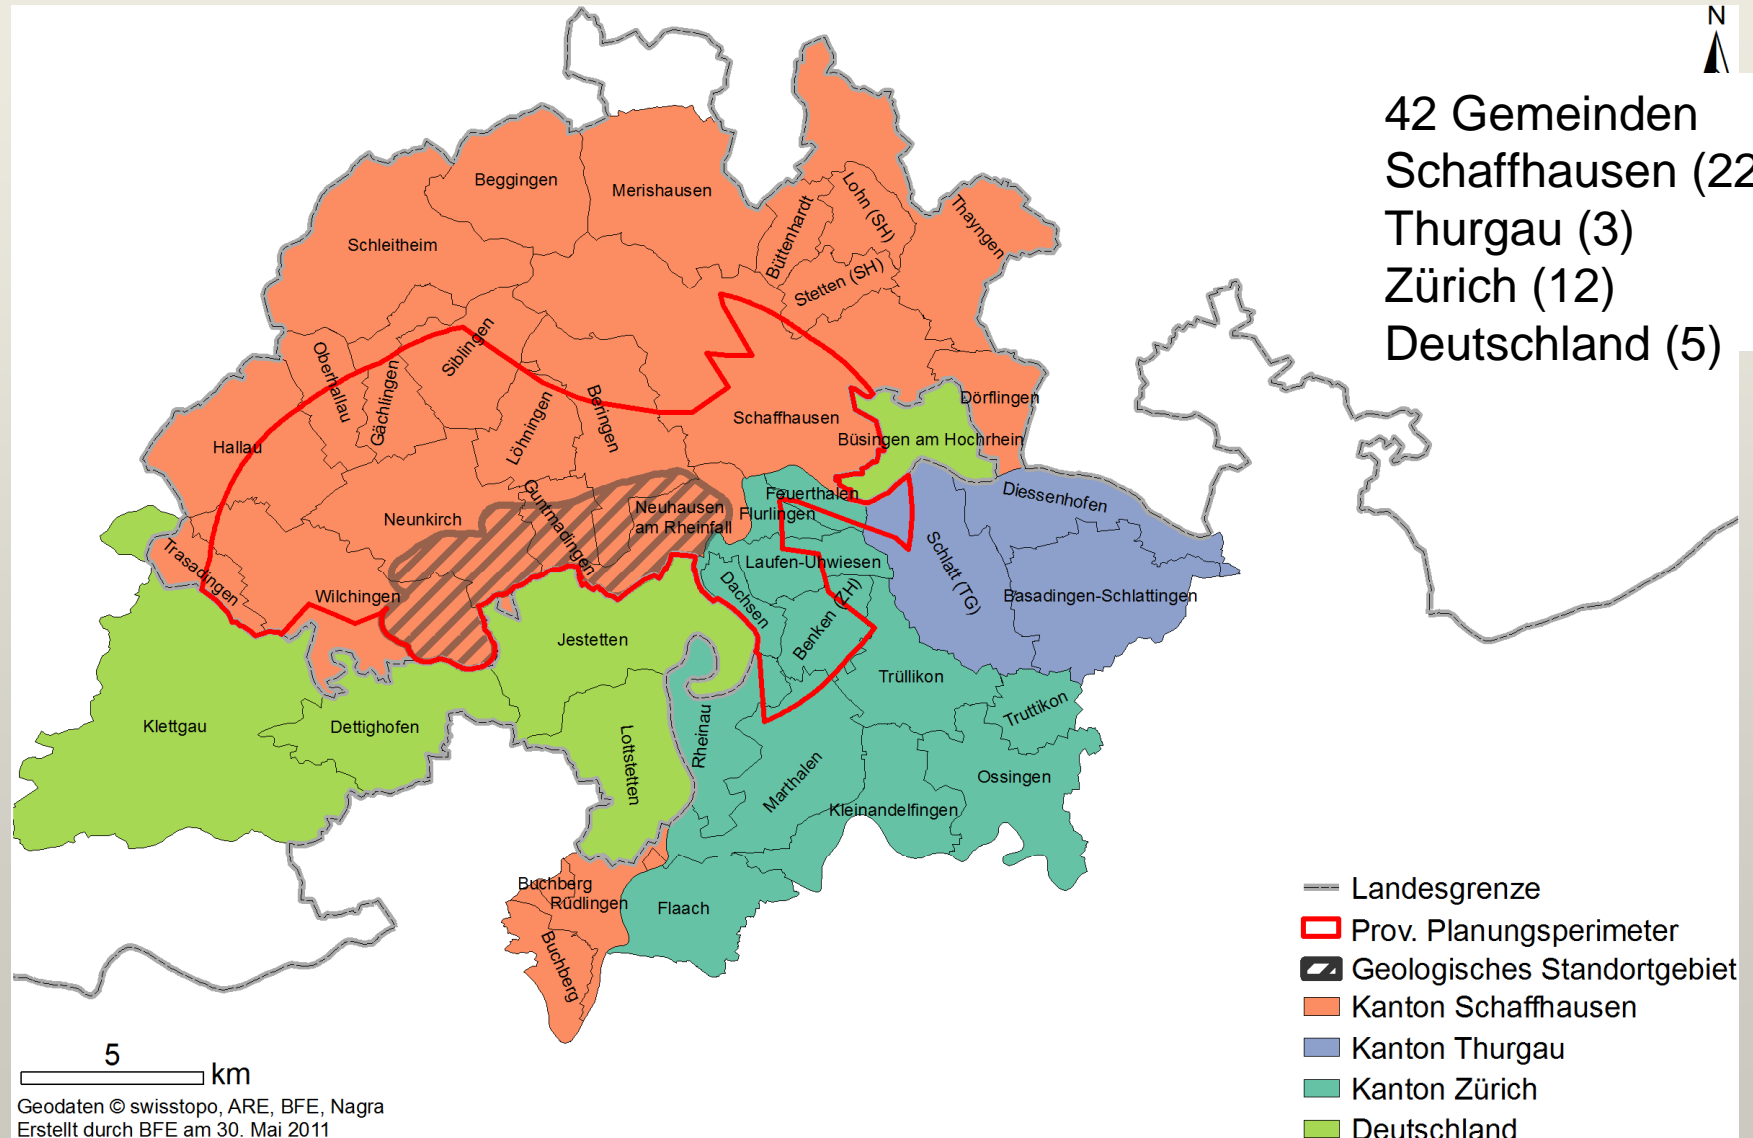 N
42 Gemeinden
Schaffhausen (22
Thurgau (3)
Zürich (12)
Deutschland (5)
Beggingen
Merishausen
Schleitheim
Büttenhardt
Lohn (SH)
Thayngen
Stetten (SH)
Siblingen
Oberhallau
Gächlingen
Hallau
Löhningen
Beringen
Schaffhausen
Dörflingen
Büsingen am Hochrhein
Neunkirch
Guntmadingen
Neuhausen
am Rheinfall
Feuerthalen
Flurlingen
Diessenhofen
Trasadingen
Wilchingen
Laufen-Uhwiesen
Dachsen
Benken (ZH)
Schlatt (TG)
Basadingen-Schlattingen
Jestetten
Trüllikon
Truttikon
Klettgau
Dettighofen
Lottstetten
Rheinau
Marthalen
Ossingen
Kleinandelfingen
Buchberg
Rüdlingen
Flaach
Buchberg
Landesgrenze
Prov. Planungsperimeter
Geologisches Standortgebiet
Kanton Schaffhausen
Kanton Thurgau
Kanton Zürich
Deutschland
5
km
Geodaten © swisstopo, ARE, BFE, Nagra
Erstellt durch BFE am 30. Mai 2011